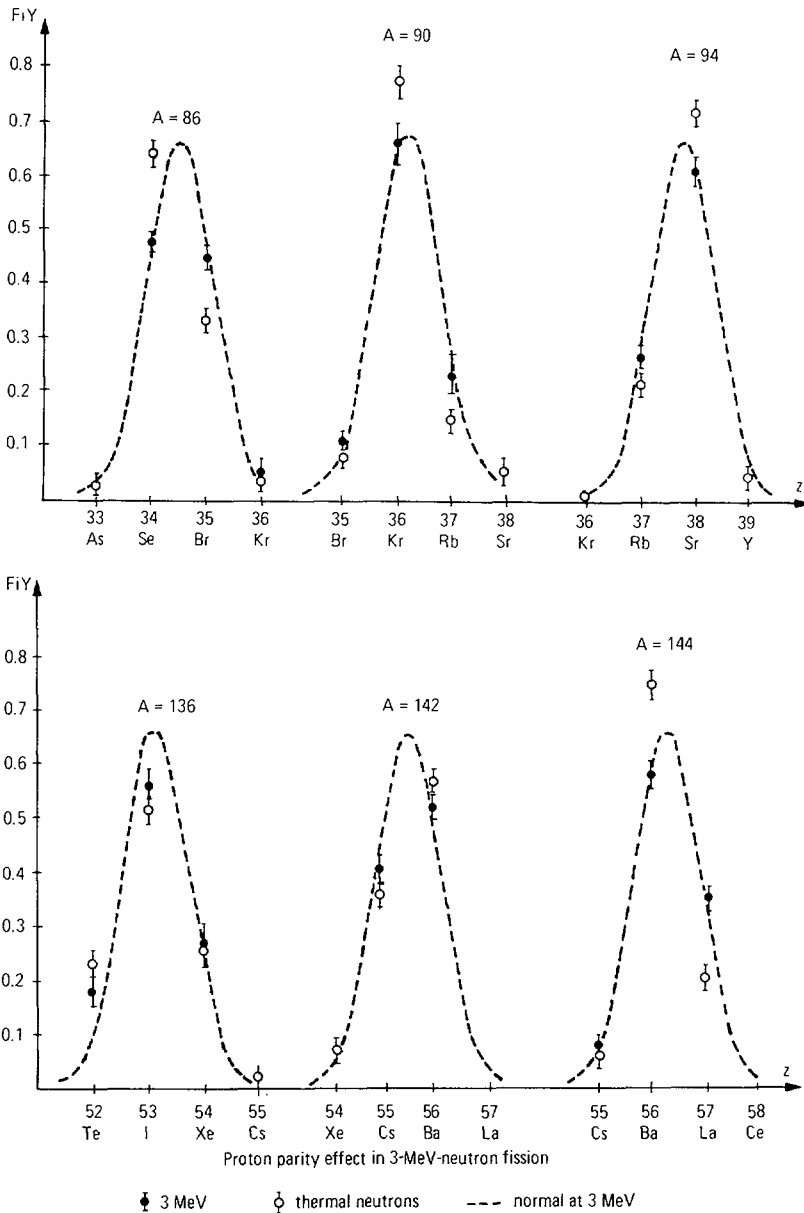 FiY
A = 90
A = 94
A = 86
0.8
0.7
0.6
0.5
0.4
0.3
0.2
0.1
z
33 34 35 36 35 36 37 38 36 37 38 39
As Se Br Kr Br Kr Rb Sr Kr Rb Sr Y
FiY
A = 144
A = 136
A = 142
0.8
0.7
0.6
0.5
0.4
0.3
0.2
0.1
z
52 53 54 55 54 55 56 57 55 56 57 58
Te I Xe Cs Xe Cs Ba La Cs Ba La Ce
Proton parity effect in 3-MeV-neutron fission
3 MeV thermal neutrons normal at 3 MeV